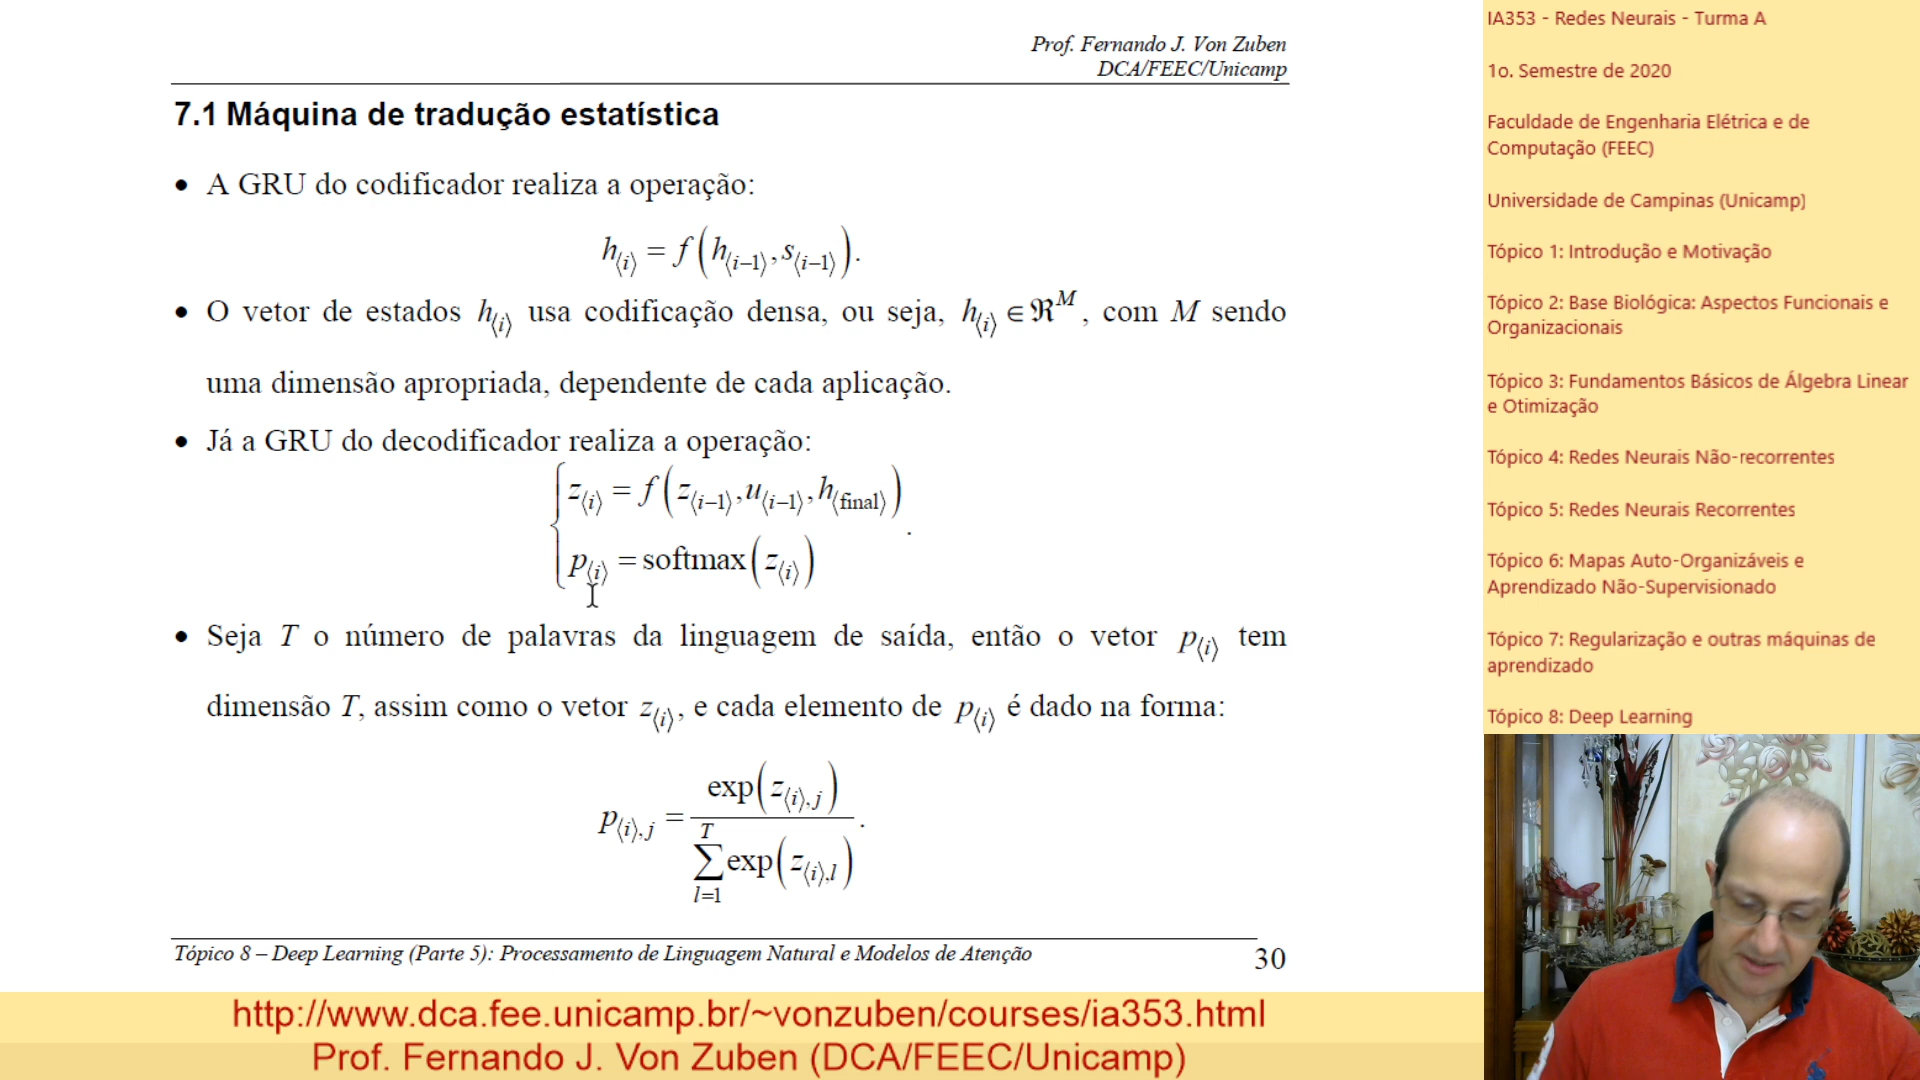 Prof. Fernando J. Von Zuben
DCA/FEEC/Unicamp
7.1 Máquina de tradução estatística
• A GRU do codificador realiza a operação:
h⟨i⟩ = f(h⟨i−1⟩, s⟨i−1⟩).
• O vetor de estados h⟨i⟩ usa codificação densa, ou seja, h⟨i⟩ ∈ ℜ^M, com M sendo
uma dimensão apropriada, dependente de cada aplicação.
• Já a GRU do decodificador realiza a operação:
z⟨i⟩ = f(z⟨i−1⟩, u⟨i−1⟩, h⟨final⟩)
p⟨i⟩ = softmax(z⟨i⟩).
• Seja T o número de palavras da linguagem de saída, então o vetor p⟨i⟩ tem
dimensão T, assim como o vetor z⟨i⟩, e cada elemento de p⟨i⟩ é dado na forma:
p⟨i⟩,j = exp(z⟨i⟩,j) / ∑_{l=1}^{T} exp(z⟨i⟩,l).
Tópico 8 – Deep Learning (Parte 5): Processamento de Linguagem Natural e Modelos de Atenção
30
http://www.dca.fee.unicamp.br/~vonzuben/courses/ia353.html
Prof. Fernando J. Von Zuben (DCA/FEEC/Unicamp)
IA353 - Redes Neurais - Turma A
1o. Semestre de 2020
Faculdade de Engenharia Elétrica e de
Computação (FEEC)
Universidade de Campinas (Unicamp)
Tópico 1: Introdução e Motivação
Tópico 2: Base Biológica: Aspectos Funcionais e
Organizacionais
Tópico 3: Fundamentos Básicos de Álgebra Linear
e Otimização
Tópico 4: Redes Neurais Não-recorrentes
Tópico 5: Redes Neurais Recorrentes
Tópico 6: Mapas Auto-Organizáveis e
Aprendizado Não-Supervisionado
Tópico 7: Regularização e outras máquinas de
aprendizado
Tópico 8: Deep Learning